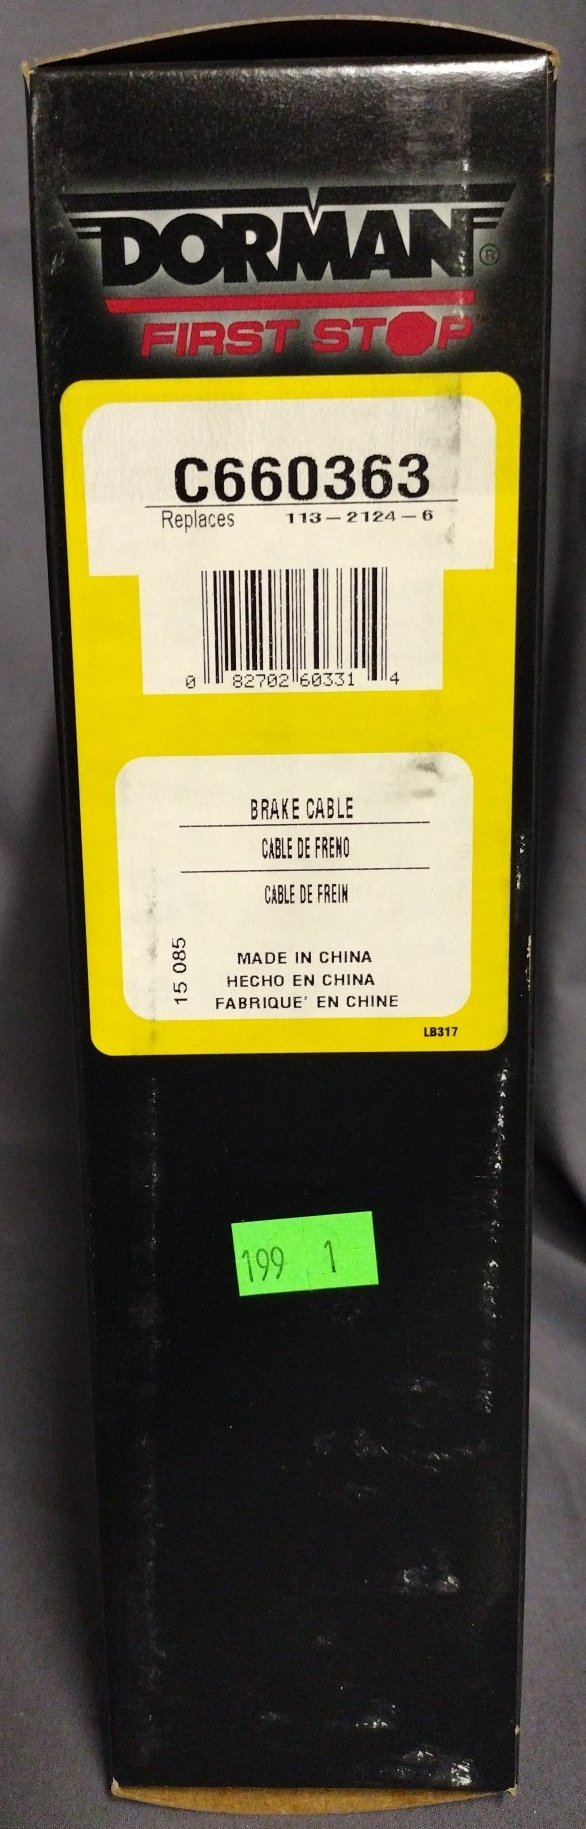 DORMAN®
FIRST STOP
C660363
Replaces 113-2124-6
0 82702 60331 4
BRAKE CABLE
CABLE DE FRENO
CABLE DE FREIN
15 085
MADE IN CHINA
HECHO EN CHINA
FABRIQUE' EN CHINE
LB317
199 1